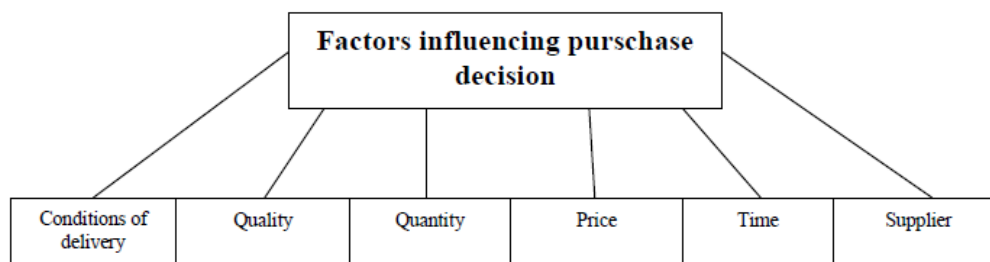 Factors influencing purschase
decision
Conditions of
delivery
Quality
Quantity
Price
Time
Supplier